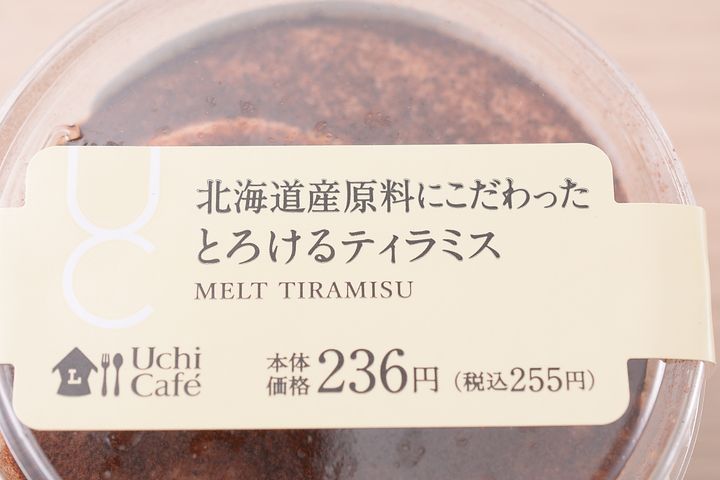 UC
北海道産原料にこだわった
とろけるティラミス
MELT TIRAMISU
L
Uchi
Café
本体
価格 236円 (税込255円)